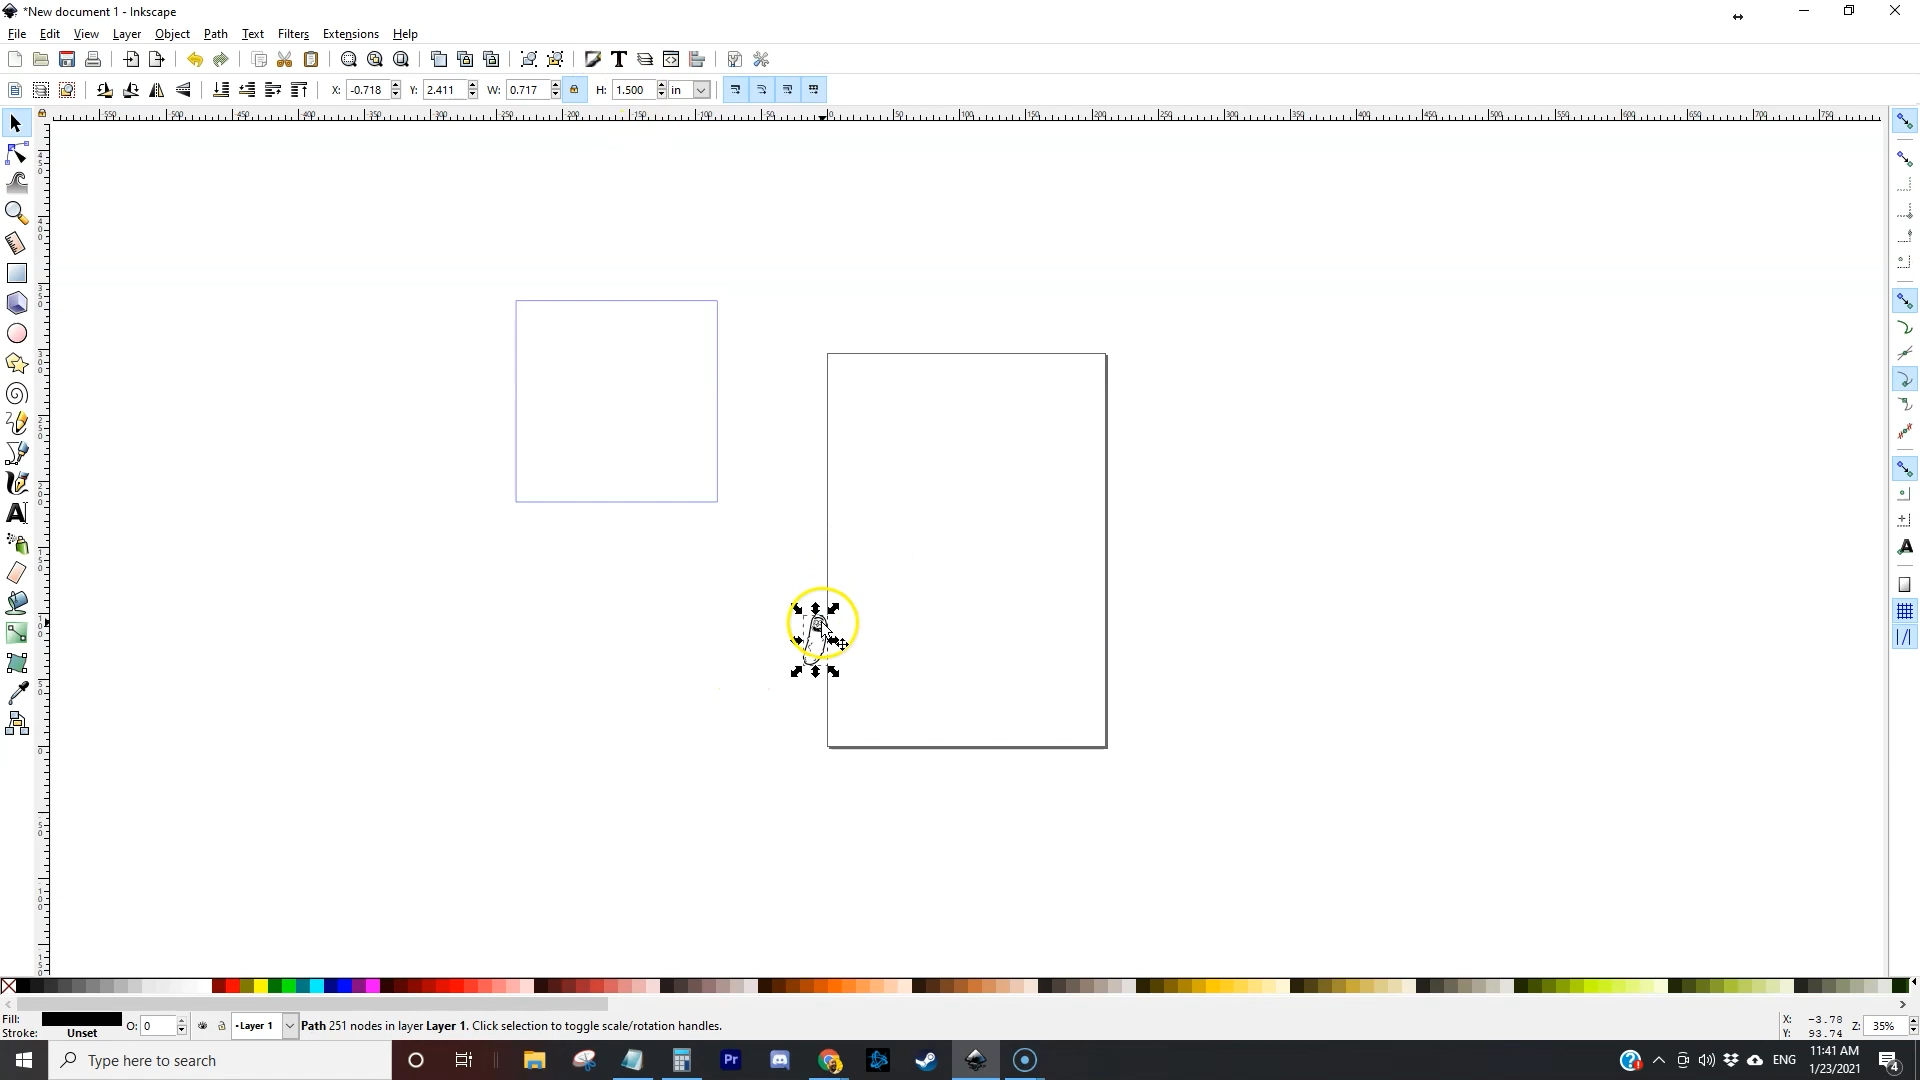 *New document 1 - Inkscape
File Edit View Layer Object Path Text Filters Extensions Help
X: -0.718 Y: 2.411 W: 0.717 H: 1.500 in
Fill:
Stroke: Unset O: 0 •Layer 1 Path 251 nodes in layer Layer 1. Click selection to toggle scale/rotation handles.
X: -3.78
Y: 93.74 Z: 35%
Type here to search
ENG
11:41 AM
1/23/2021
4